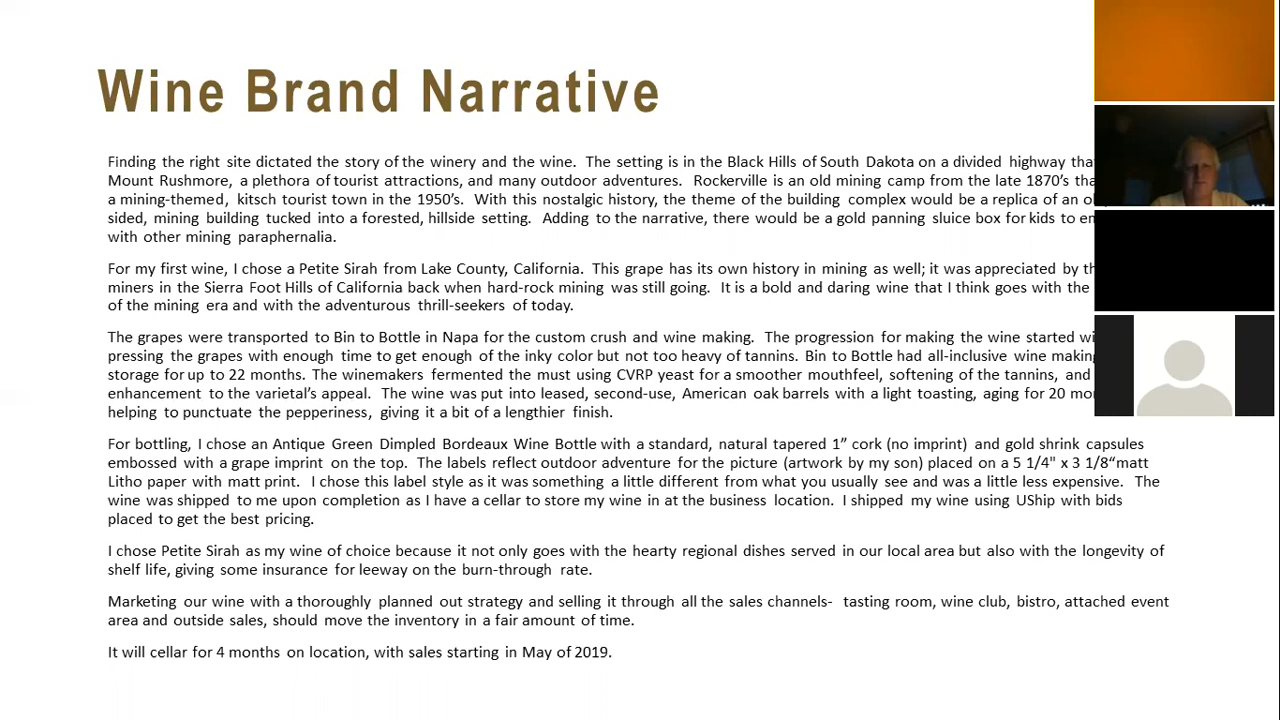 Wine Brand Narrative
Finding the right site dictated the story of the winery and the wine. The setting is in the Black Hills of South Dakota on a divided highway
Mount Rushmore, a plethora of tourist attractions, and many outdoor adventures. Rockerville is an old mining camp from the late 1870's
a mining-themed, kitsch tourist town in the 1950's. With this nostalgic history, the theme of the building complex would be a replica of an
sided, mining building tucked into a forested, hillside setting. Adding to the narrative, there would be a gold panning sluice box for kids to
with other mining paraphernalia.
For my first wine, I chose a Petite Sirah from Lake County, California. This grape has its own history in mining as well; it was appreciated by
miners in the Sierra Foot Hills of California back when hard-rock mining was still going. It is a bold and daring wine that I think goes with the
of the mining era and with the adventurous thrill-seekers of today.
The grapes were transported to Bin to Bottle in Napa for the custom crush and wine making. The progression for making the wine started
pressing the grapes with enough time to get enough of the inky color but not too heavy of tannins. Bin to Bottle had all-inclusive wine
storage for up to 22 months. The winemakers fermented the must using CVRP yeast for a smoother mouthfeel, softening of the tannins, and
enhancement to the varietal's appeal. The wine was put into leased, second-use, American oak barrels with a light toasting, aging for 20
helping to punctuate the pepperiness, giving it a bit of a lengthier finish.
For bottling, I chose an Antique Green Dimpled Bordeaux Wine Bottle with a standard, natural tapered 1” cork (no imprint) and gold shrink capsules
embossed with a grape imprint on the top. The labels reflect outdoor adventure for the picture (artwork by my son) placed on a 5 1/4" x 3 1/8“matt
Litho paper with matt print. I chose this label style as it was something a little different from what you usually see and was a little less expensive. The
wine was shipped to me upon completion as I have a cellar to store my wine in at the business location. I shipped my wine using UShip with bids
placed to get the best pricing.
I chose Petite Sirah as my wine of choice because it not only goes with the hearty regional dishes served in our local area but also with the longevity of
shelf life, giving some insurance for leeway on the burn-through rate.
Marketing our wine with a thoroughly planned out strategy and selling it through all the sales channels- tasting room, wine club, bistro, attached event
area and outside sales, should move the inventory in a fair amount of time.
It will cellar for 4 months on location, with sales starting in May of 2019.